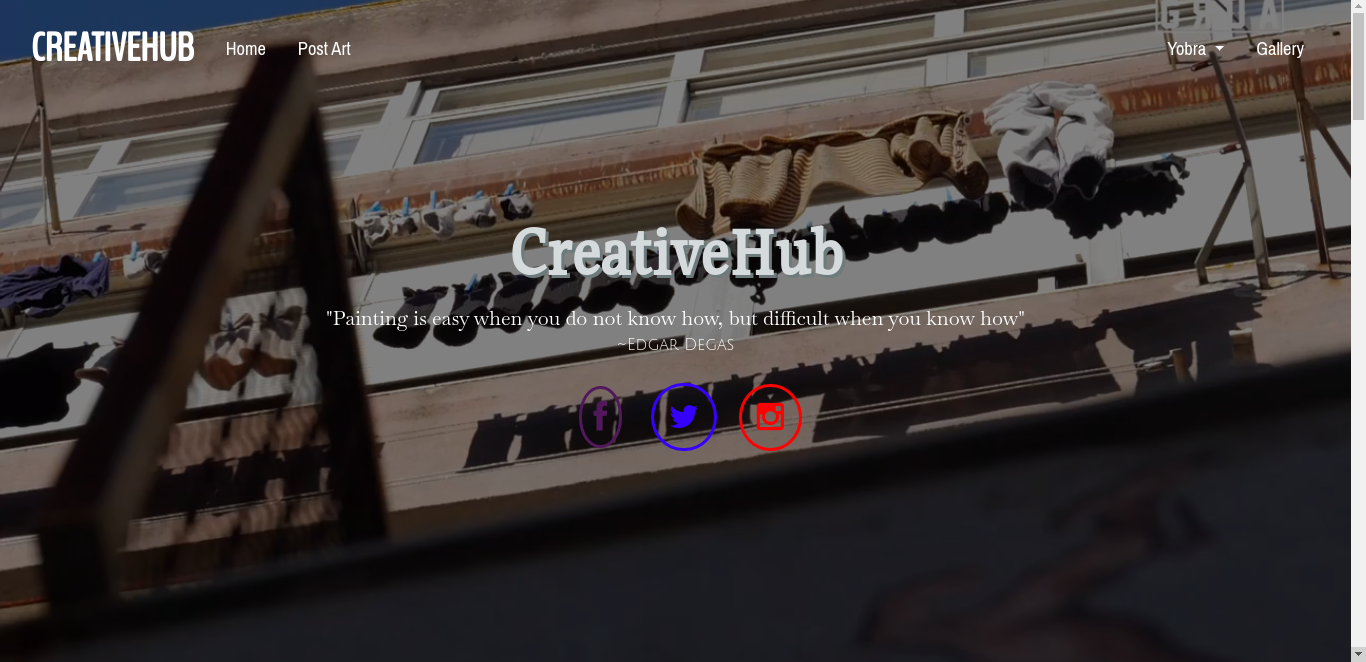 CREATIVEHUB Home Post Art Yobra Gallery
CreativeHub
"Painting is easy when you do not know how, but difficult when you know how"
~Edgar Degas